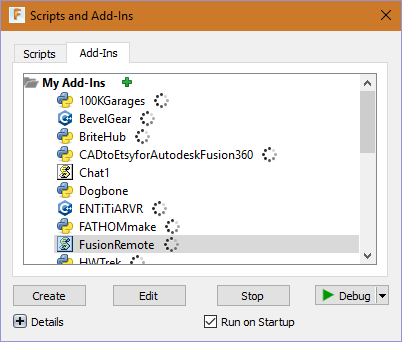 Scripts and Add-Ins
Scripts Add-Ins
My Add-Ins
100KGarages
BevelGear
BriteHub
CADtoEtsyforAutodeskFusion360
Chat1
Dogbone
ENTiTiARVR
FATHOMmake
FusionRemote
HWTrek
Create Edit Stop Debug
Details Run on Startup